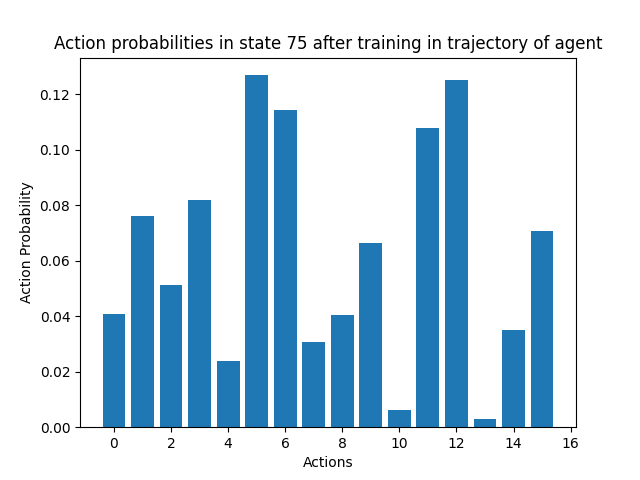 Action probabilities in state 75 after training in trajectory of agent
0.12
0.10
0.08
0.06
0.04
0.02
0.00
Action Probability
0 2 4 6 8 10 12 14 16
Actions